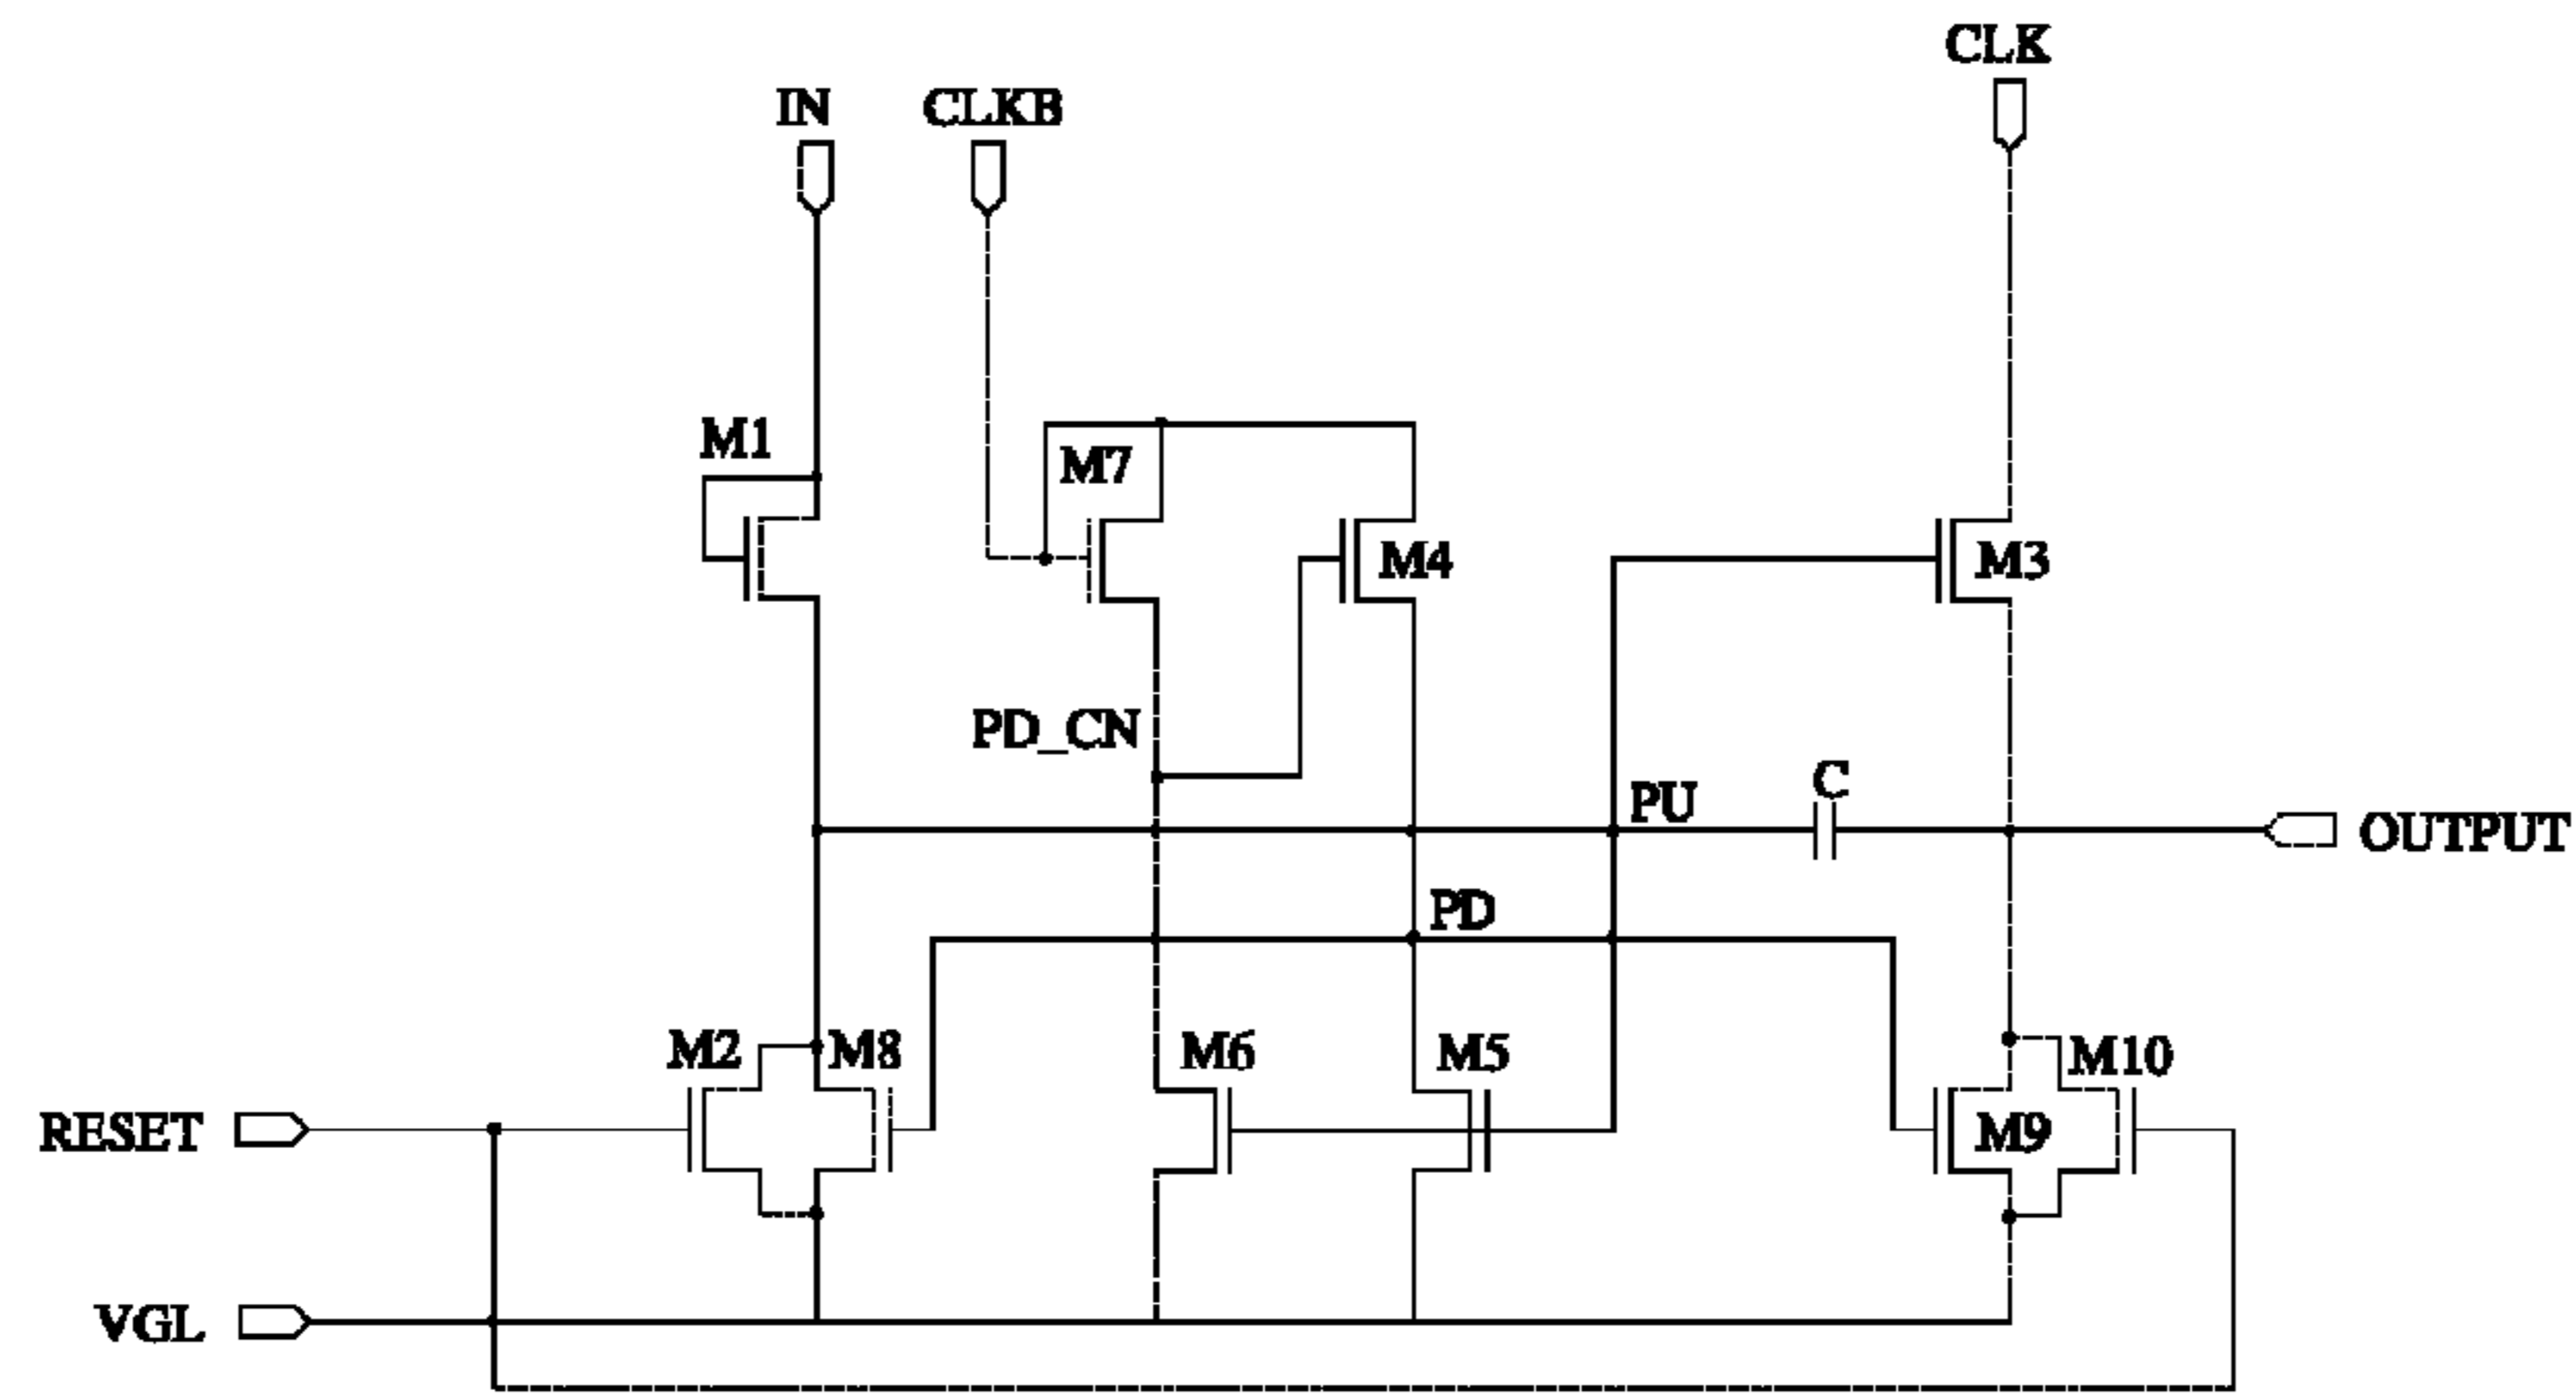 CLK
IN
CLKB
M1
M7
M4
M3
PD_CN
PU
C
OUTPUT
PD
M2
M8
M6
M5
M10
RESET
M9
VGL